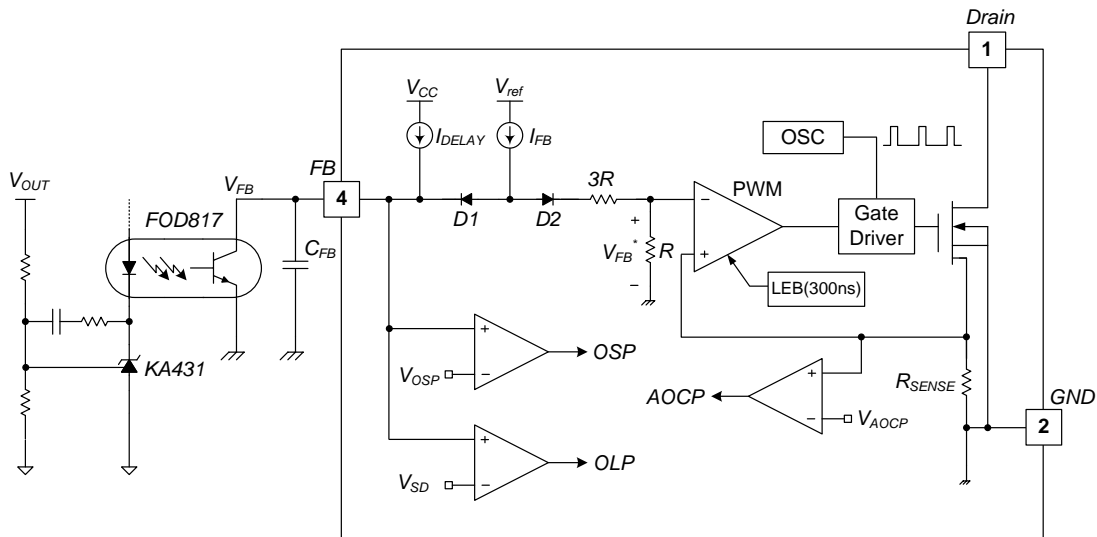 Drain
1
V_CC
V_ref
I_DELAY
I_FB
OSC
FB
4
3R
PWM
V_OUT
V_FB
FOD817
D1
D2
Gate
Driver
C_FB
+
V_FB*
R
−
−
+
LEB(300ns)
KA431
+
V_OSP
−
OSP
AOCP
+
−
V_AOCP
R_SENSE
GND
2
+
V_SD
−
OLP